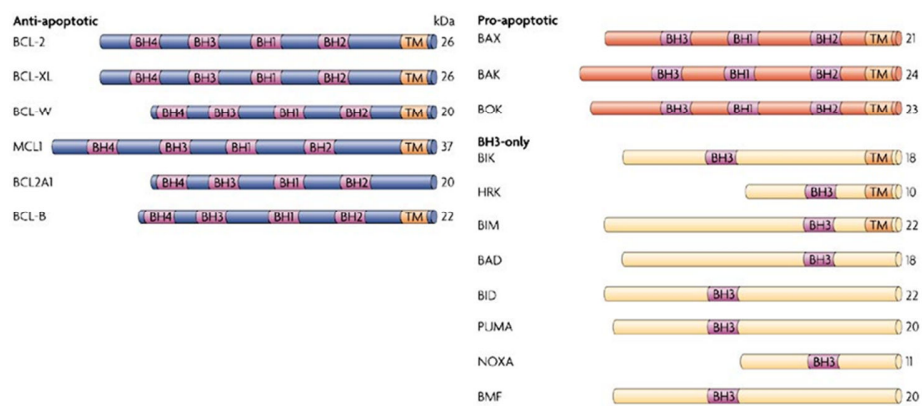 Anti-apoptotic kDa
BCL-2 BH4 BH3 BH1 BH2 TM 26
BCL-XL BH4 BH3 BH1 BH2 TM 26
BCL-W BH4 BH3 BH1 BH2 TM 20
MCL1 BH4 BH3 BH1 BH2 TM 37
BCL2A1 BH4 BH3 BH1 BH2 20
BCL-B BH4 BH3 BH1 BH2 TM 22
Pro-apoptotic
BAX BH3 BH1 BH2 TM 21
BAK BH3 BH1 BH2 TM 24
BOK BH3 BH1 BH2 TM 23
BH3-only
BIK BH3 TM 18
HRK BH3 TM 10
BIM BH3 TM 22
BAD BH3 18
BID BH3 22
PUMA BH3 20
NOXA BH3 11
BMF BH3 20